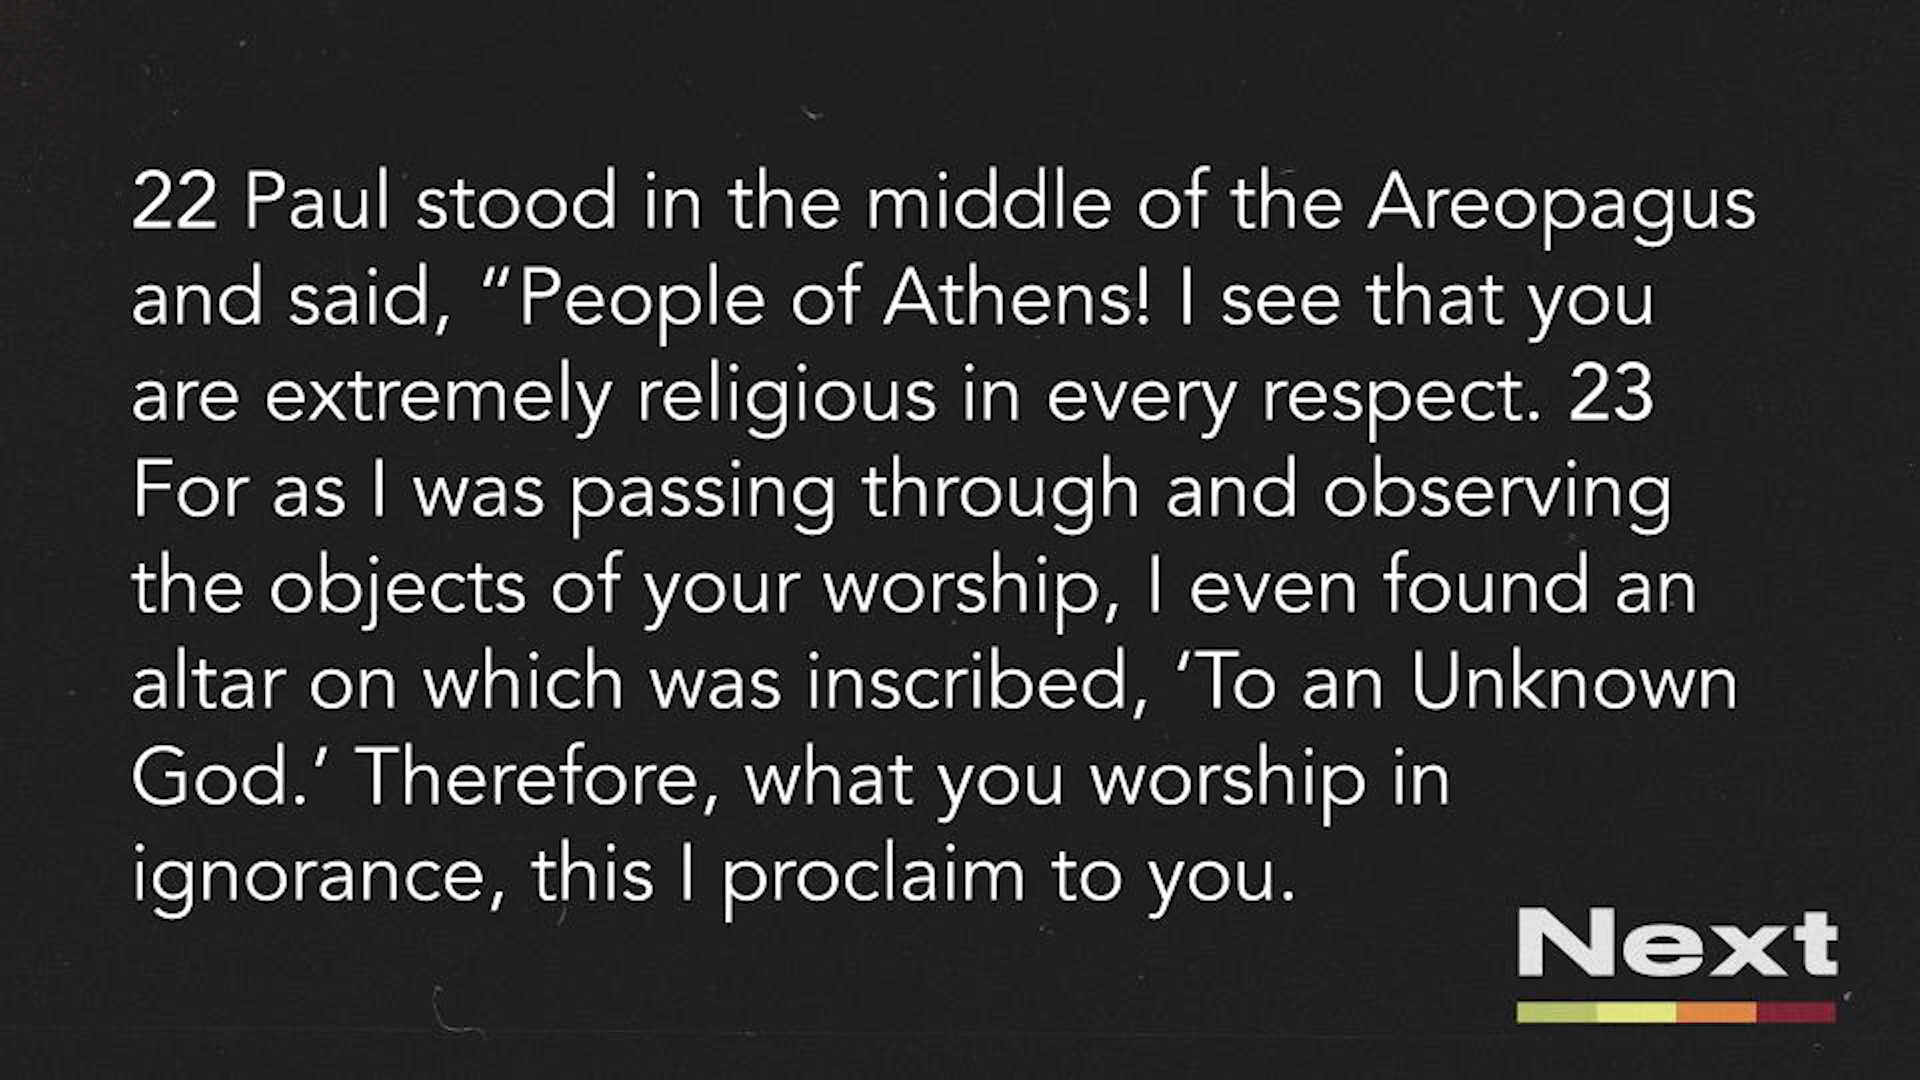 22 Paul stood in the middle of the Areopagus
and said, “People of Athens! I see that you
are extremely religious in every respect. 23
For as I was passing through and observing
the objects of your worship, I even found an
altar on which was inscribed, ‘To an Unknown
God.’ Therefore, what you worship in
ignorance, this I proclaim to you.
Next